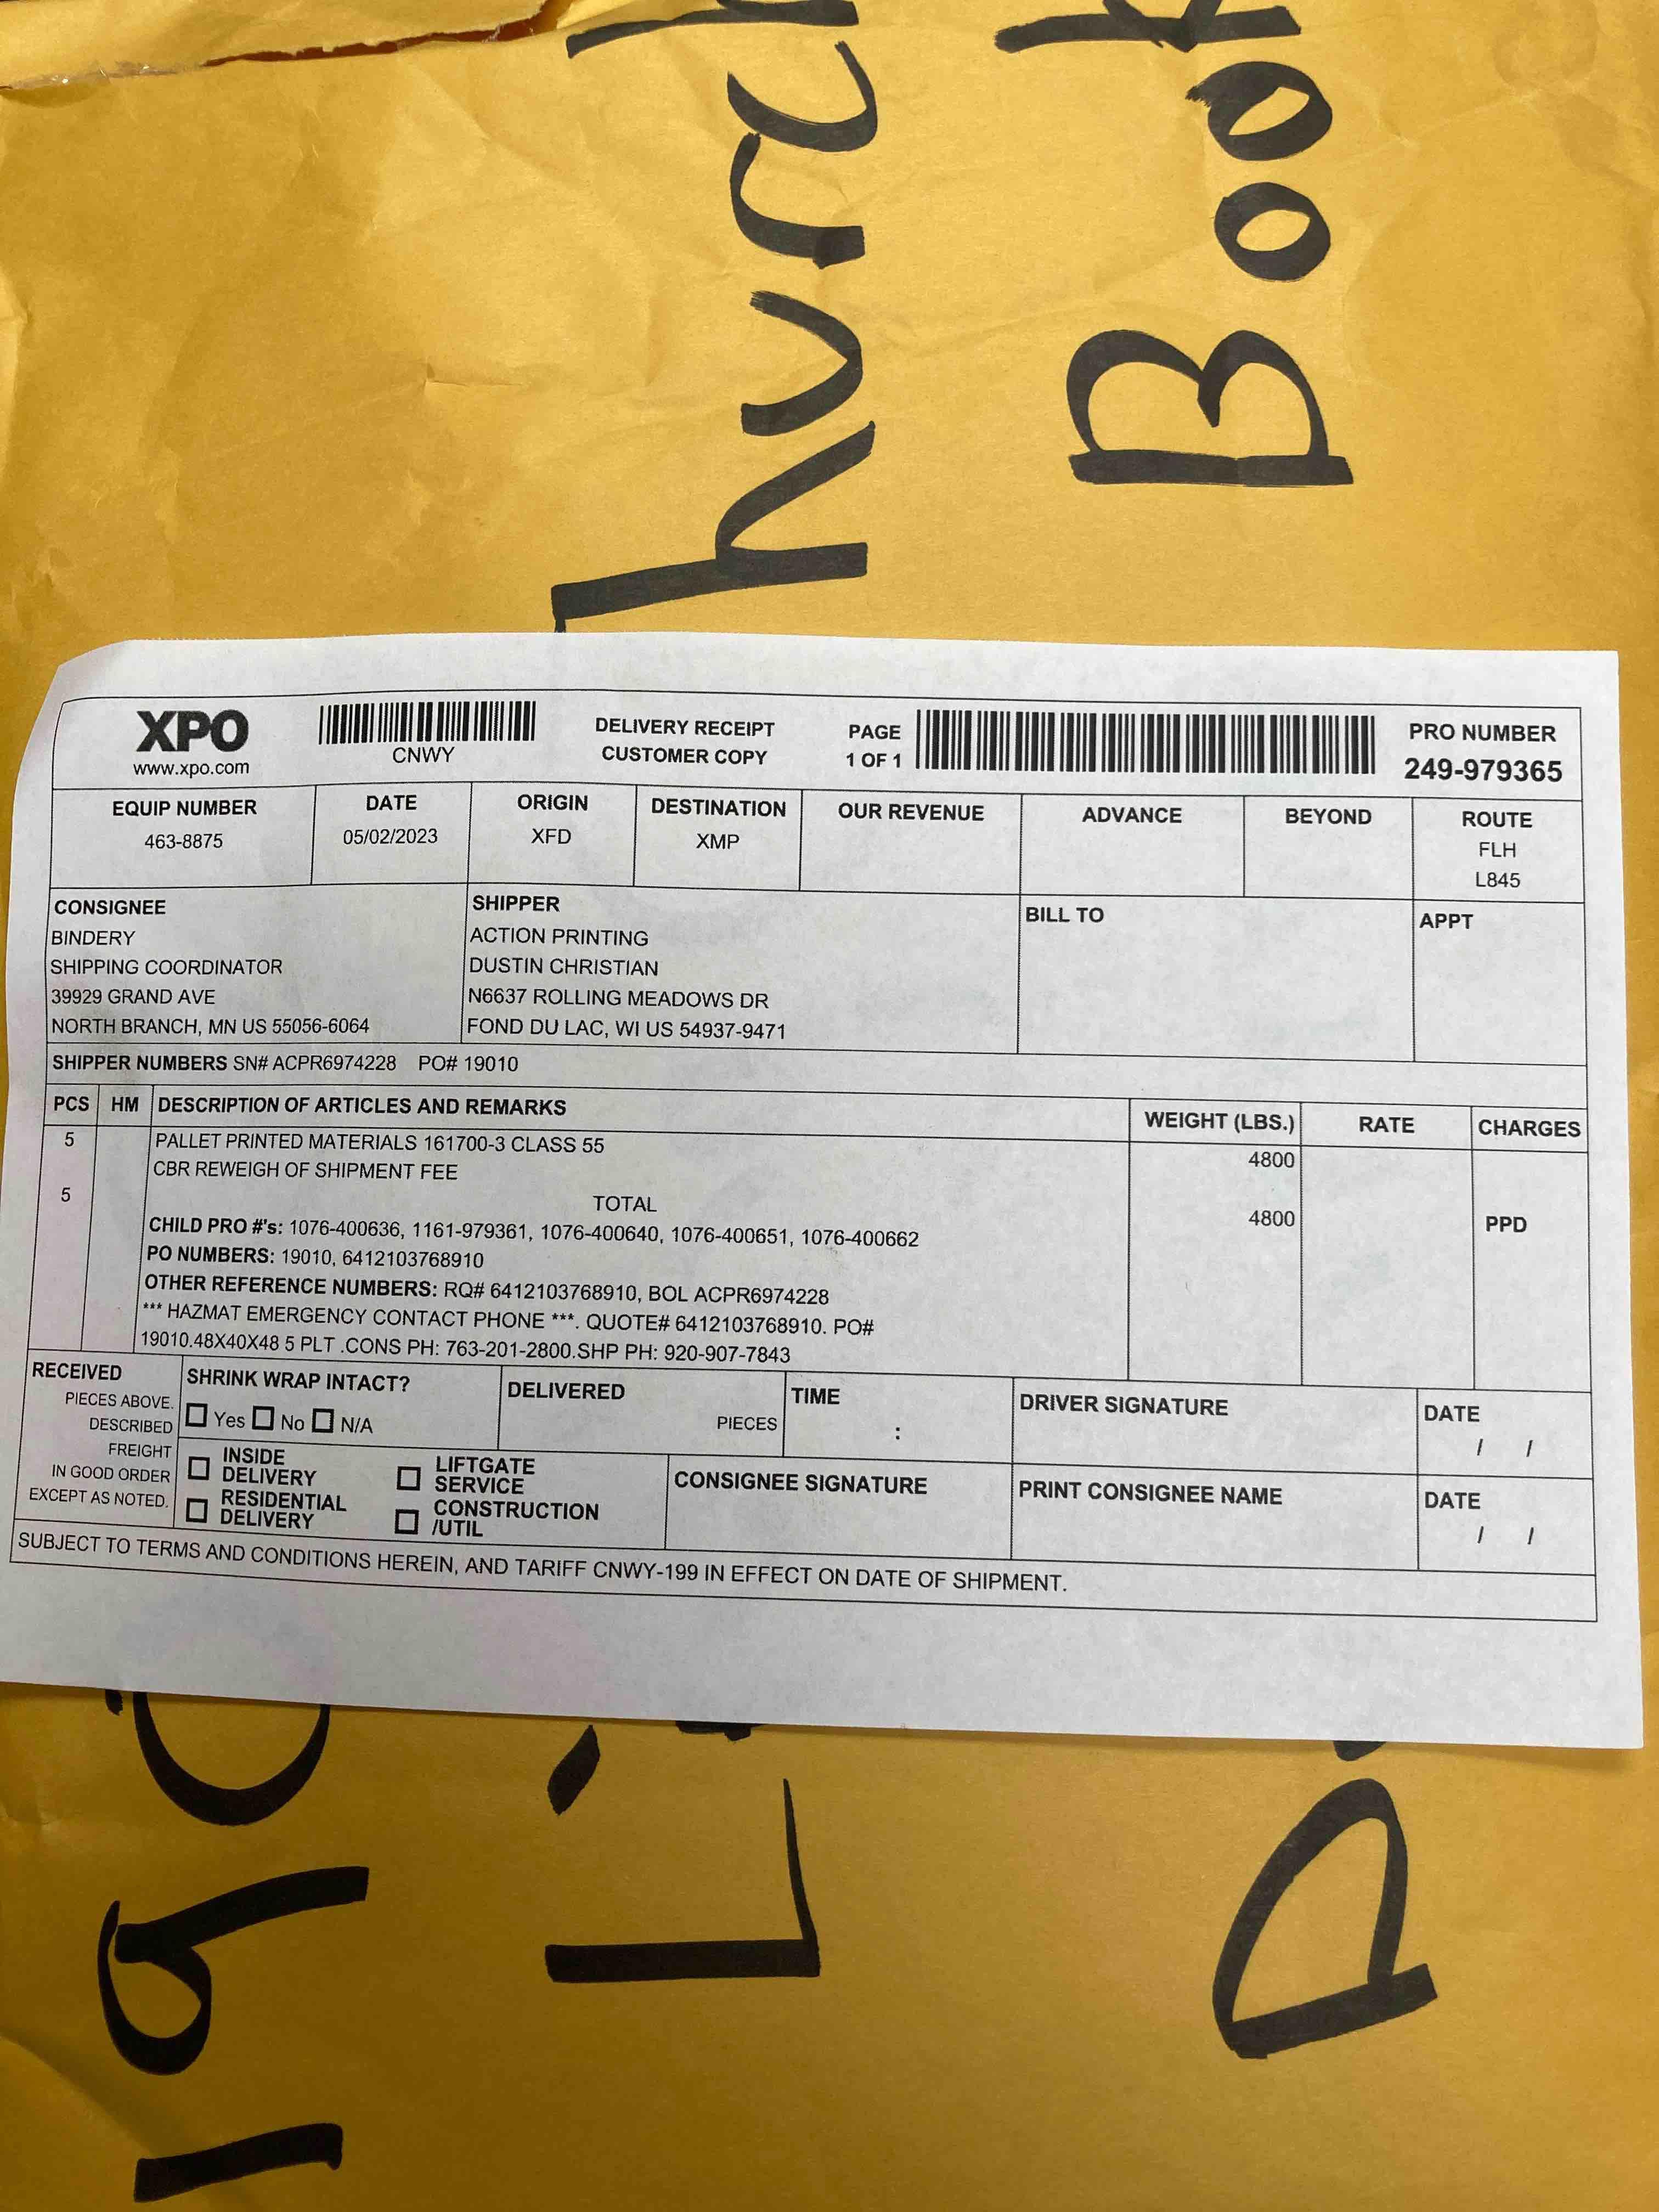 hurch
Book
XPO
www.xpo.com
CNWY
DELIVERY RECEIPT
CUSTOMER COPY
PAGE
1 OF 1
PRO NUMBER
249-979365
EQUIP NUMBER
463-8875
DATE
05/02/2023
ORIGIN
XFD
DESTINATION
XMP
OUR REVENUE
ADVANCE
BEYOND
ROUTE
FLH
L845
CONSIGNEE
BINDERY
SHIPPING COORDINATOR
39929 GRAND AVE
NORTH BRANCH, MN US 55056-6064
SHIPPER
ACTION PRINTING
DUSTIN CHRISTIAN
N6637 ROLLING MEADOWS DR
FOND DU LAC, WI US 54937-9471
BILL TO
APPT
SHIPPER NUMBERS SN# ACPR6974228 PO# 19010
PCS HM DESCRIPTION OF ARTICLES AND REMARKS WEIGHT (LBS.) RATE CHARGES
5 PALLET PRINTED MATERIALS 161700-3 CLASS 55 4800
CBR REWEIGH OF SHIPMENT FEE
5 TOTAL 4800 PPD
CHILD PRO #'s: 1076-400636, 1161-979361, 1076-400640, 1076-400651, 1076-400662
PO NUMBERS: 19010, 6412103768910
OTHER REFERENCE NUMBERS: RQ# 6412103768910, BOL ACPR6974228
*** HAZMAT EMERGENCY CONTACT PHONE ***. QUOTE# 6412103768910. PO#
19010.48X40X48 5 PLT .CONS PH: 763-201-2800.SHP PH: 920-907-7843
RECEIVED
PIECES ABOVE.
DESCRIBED
FREIGHT
IN GOOD ORDER
EXCEPT AS NOTED.
SHRINK WRAP INTACT?
Yes No N/A
DELIVERED
PIECES
TIME
:
DRIVER SIGNATURE
DATE
/ /
INSIDE
DELIVERY
LIFTGATE
SERVICE
RESIDENTIAL
DELIVERY
CONSTRUCTION
/UTIL
CONSIGNEE SIGNATURE
PRINT CONSIGNEE NAME
DATE
/ /
SUBJECT TO TERMS AND CONDITIONS HEREIN, AND TARIFF CNWY-199 IN EFFECT ON DATE OF SHIPMENT.
19